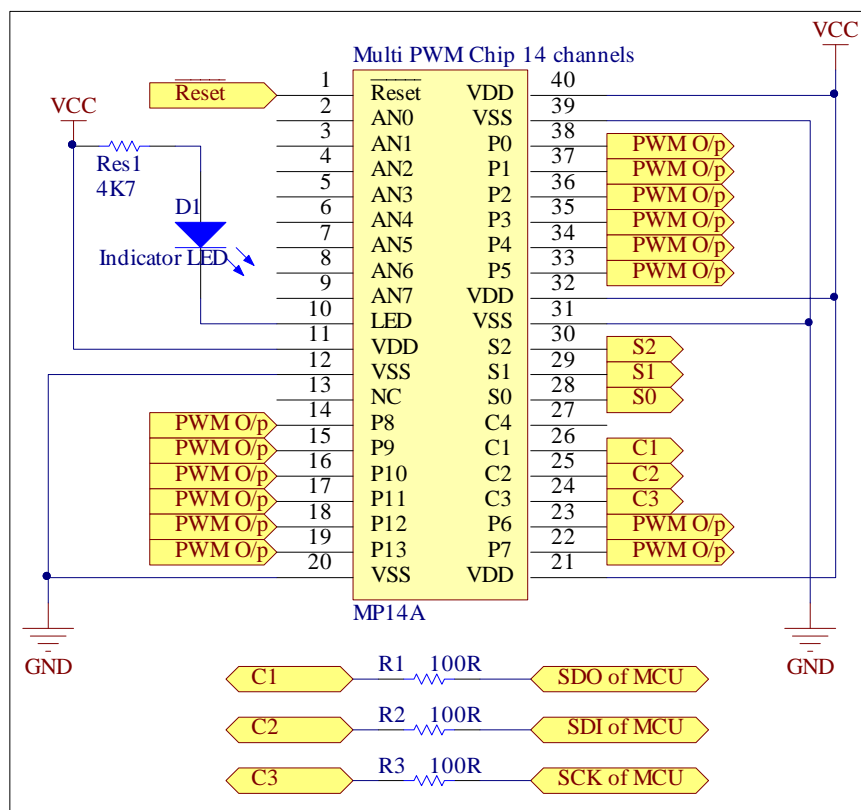 VCC
Multi PWM Chip 14 channels
Reset 1 Reset VDD 40
VCC
2 AN0 VSS 39
3 AN1 P0 38 PWM O/p
Res1
4K7
4 AN2 P1 37 PWM O/p
5 AN3 P2 36 PWM O/p
D1
6 AN4 P3 35 PWM O/p
7 AN5 P4 34 PWM O/p
Indicator LED
8 AN6 P5 33 PWM O/p
9 AN7 VDD 32
10 LED VSS 31
11 VDD S2 30 S2
12 VSS S1 29 S1
13 NC S0 28 S0
PWM O/p 14 P8 C4 27
PWM O/p 15 P9 C1 26 C1
PWM O/p 16 P10 C2 25 C2
PWM O/p 17 P11 C3 24 C3
PWM O/p 18 P12 P6 23 PWM O/p
PWM O/p 19 P13 P7 22 PWM O/p
20 VSS VDD 21
MP14A
GND GND
C1 R1 100R SDO of MCU
C2 R2 100R SDI of MCU
C3 R3 100R SCK of MCU